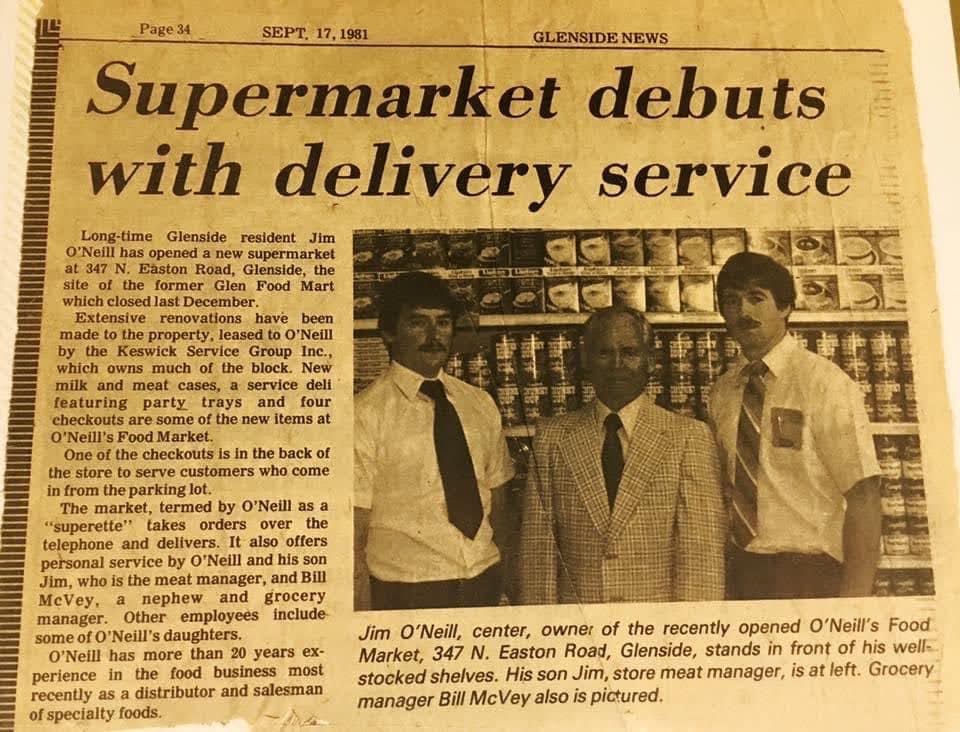 Page 34 SEPT. 17, 1981 GLENSIDE NEWS
Supermarket debuts
with delivery service
Long-time Glenside resident Jim
O'Neill has opened a new supermarket
at 347 N. Easton Road, Glenside, the
site of the former Glen Food Mart
which closed last December.
Extensive renovations have been
made to the property, leased to O'Neill
by the Keswick Service Group Inc.,
which owns much of the block. New
milk and meat cases, a service deli
featuring party trays and four
checkouts are some of the new items at
O'Neill's Food Market.
One of the checkouts is in the back of
the store to serve customers who come
in from the parking lot.
The market, termed by O'Neill as a
"superette" takes orders over the
telephone and delivers. It also offers
personal service by O'Neill and his son
Jim, who is the meat manager, and Bill
McVey, a nephew and grocery
manager. Other employees include
some of O'Neill's daughters.
O'Neill has more than 20 years ex-
perience in the food business most
recently as a distributor and salesman
of specialty foods.
Jim O'Neill, center, owner of the recently opened O'Neill's Food
Market, 347 N. Easton Road, Glenside, stands in front of his well-
stocked shelves. His son Jim, store meat manager, is at left. Grocery
manager Bill McVey also is pictured.